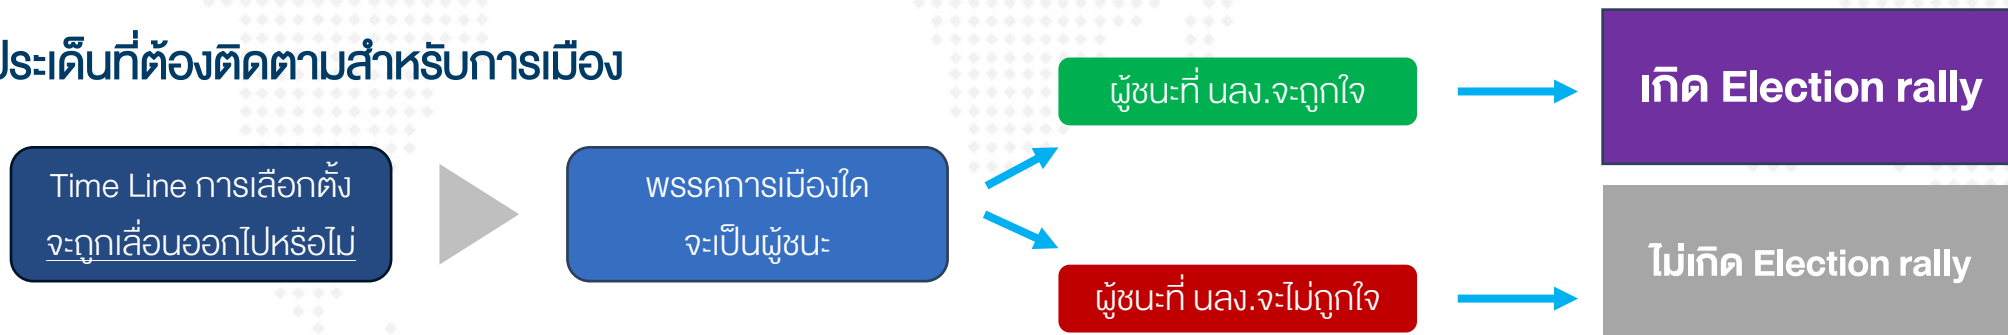 ประเด็นที่ต้องติดตามสำหรับการเมือง
Time Line การเลือกตั้ง
จะถูกเลื่อนออกไปหรือไม่
พรรคการเมืองใด
จะเป็นผู้ชนะ
ผู้ชนะที่ นลง.จะถูกใจ
เกิด Election rally
ผู้ชนะที่ นลง.จะไม่ถูกใจ
ไม่เกิด Election rally